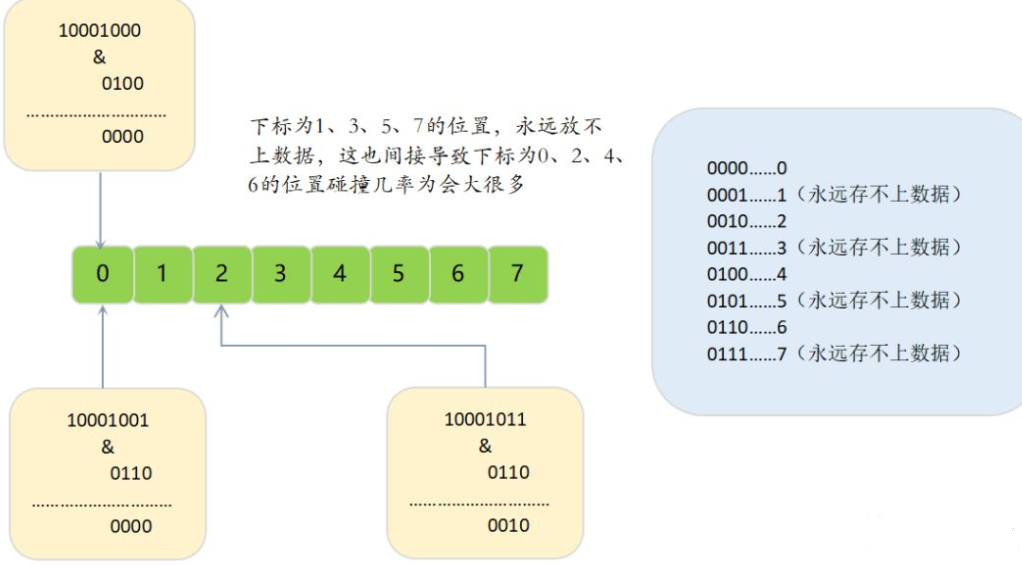 10001000
&
0100
..............................
0000
下标为1、3、5、7的位置，永远放不
上数据，这也间接导致下标为0、2、4、
6的位置碰撞几率为会大很多
0000......0
0001......1（永远存不上数据）
0010......2
0011......3（永远存不上数据）
0100......4
0101......5（永远存不上数据）
0110......6
0111......7（永远存不上数据）
0 1 2 3 4 5 6 7
10001001
&
0110
..............................
0000
10001011
&
0110
..............................
0010